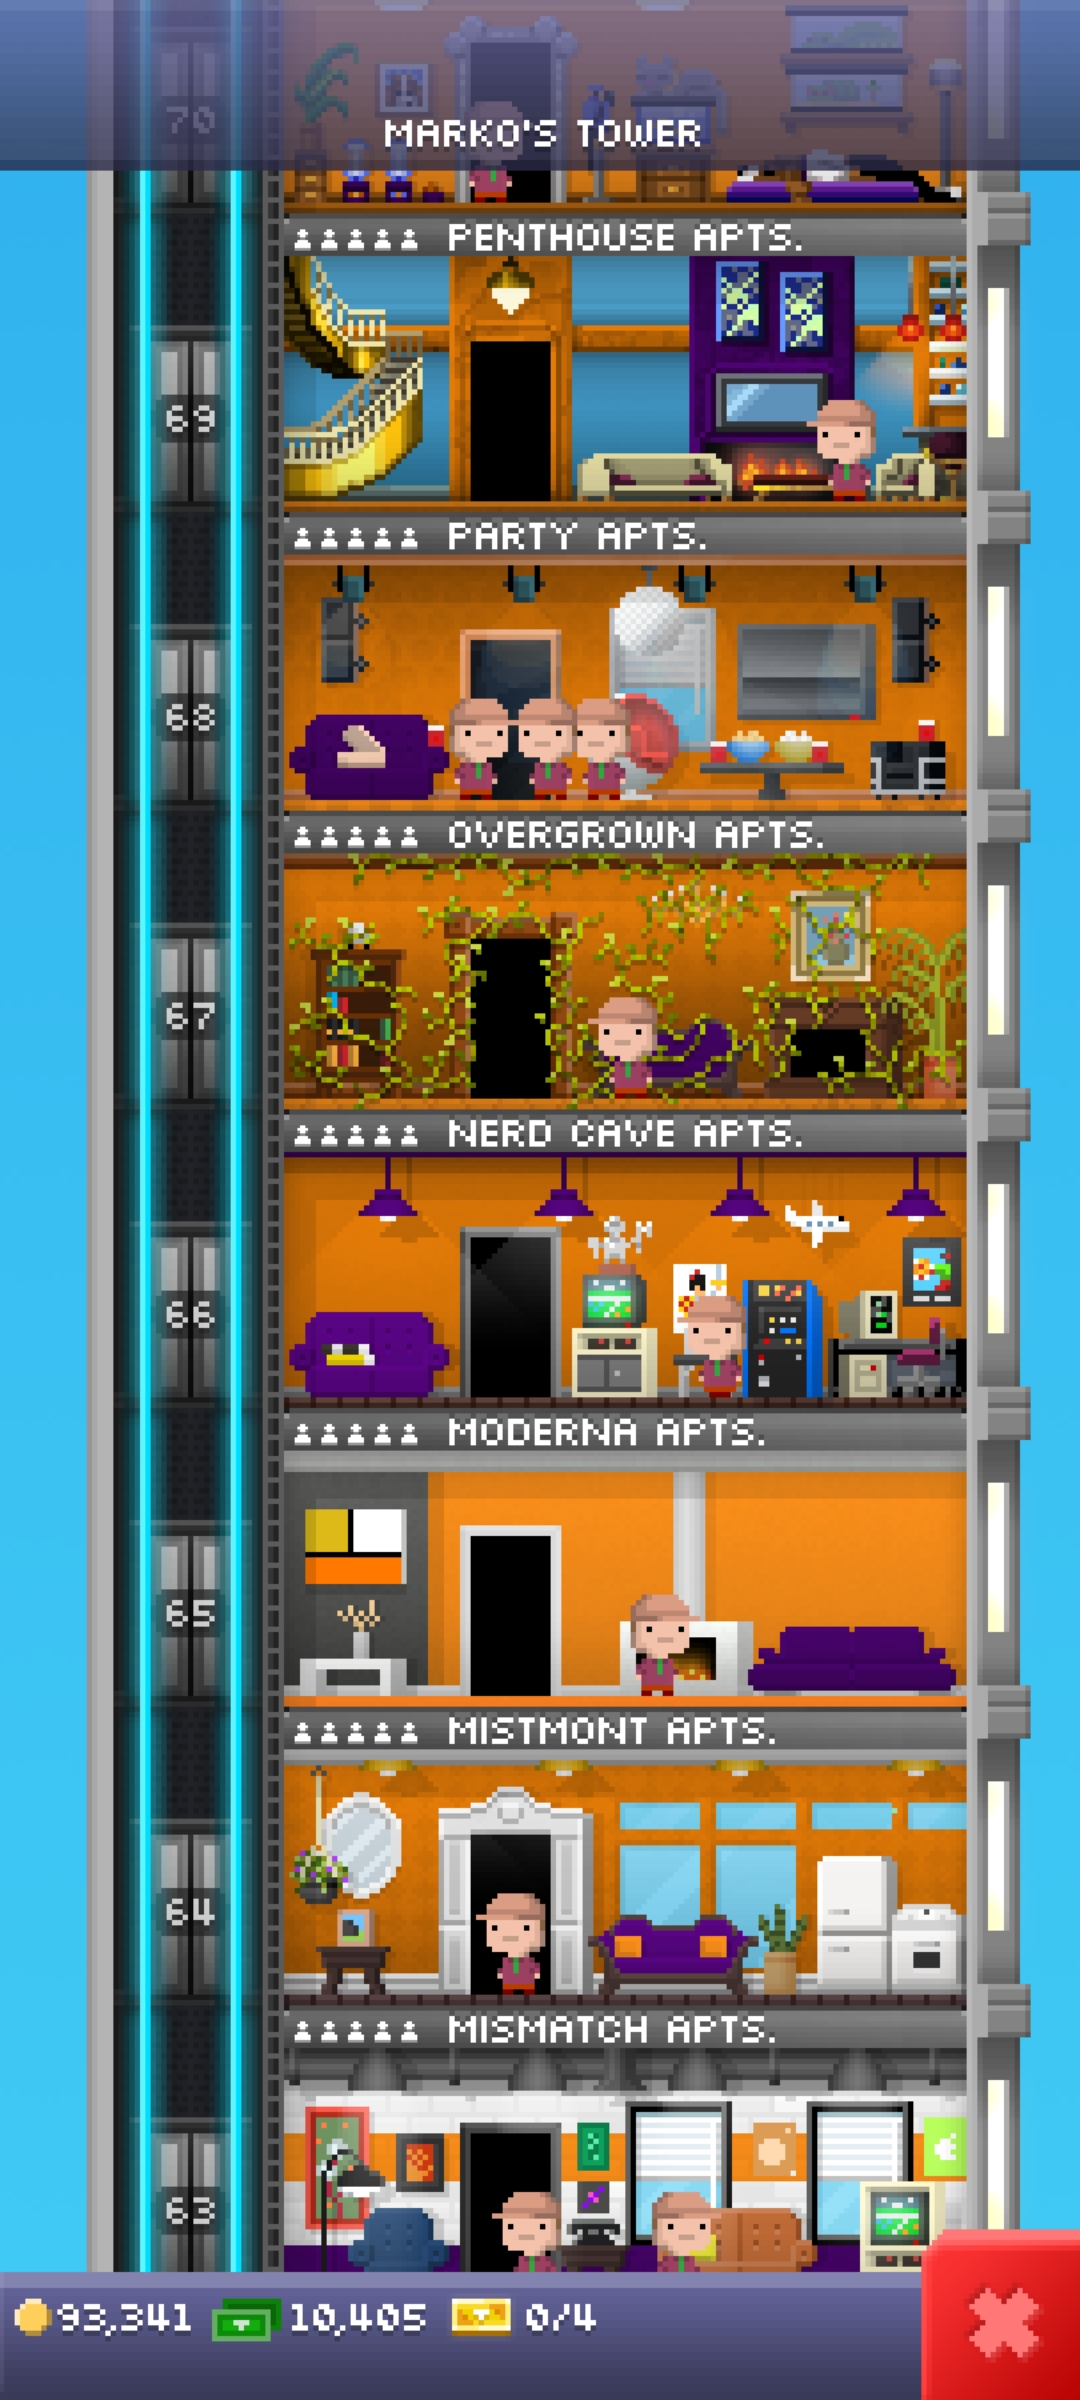 70
MARKO'S TOWER
PENTHOUSE APTS.
69
PARTY APTS.
68
OVERGROWN APTS.
67
NERD CAVE APTS.
66
MODERNA APTS.
65
MISTMONT APTS.
64
MISMATCH APTS.
63
93,341 10,405 0/4